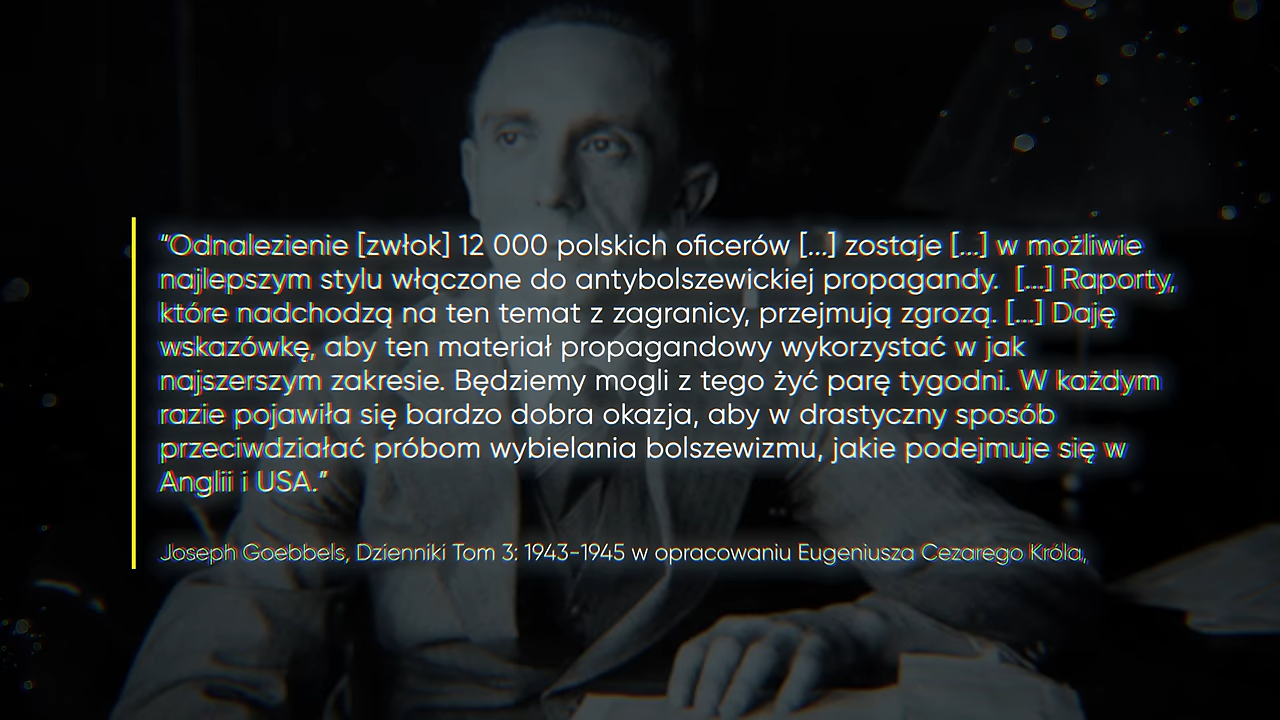 “Odnalezienie [zwłok] 12 000 polskich oficerów [...] zostaje [...] w możliwie
najlepszym stylu włączone do antybolszewickiej propagandy.  [...] Raporty,
które nadchodzą na ten temat z zagranicy, przejmują zgrozą. [...] Daję
wskazówkę, aby ten materiał propagandowy wykorzystać w jak
najszerszym zakresie. Będziemy mogli z tego żyć parę tygodni. W każdym
razie pojawiła się bardzo dobra okazja, aby w drastyczny sposób
przeciwdziałać próbom wybielania bolszewizmu, jakie podejmuje się w
Anglii i USA.”
Joseph Goebbels, Dzienniki Tom 3: 1943-1945 w opracowaniu Eugeniusza Cezarego Króla,